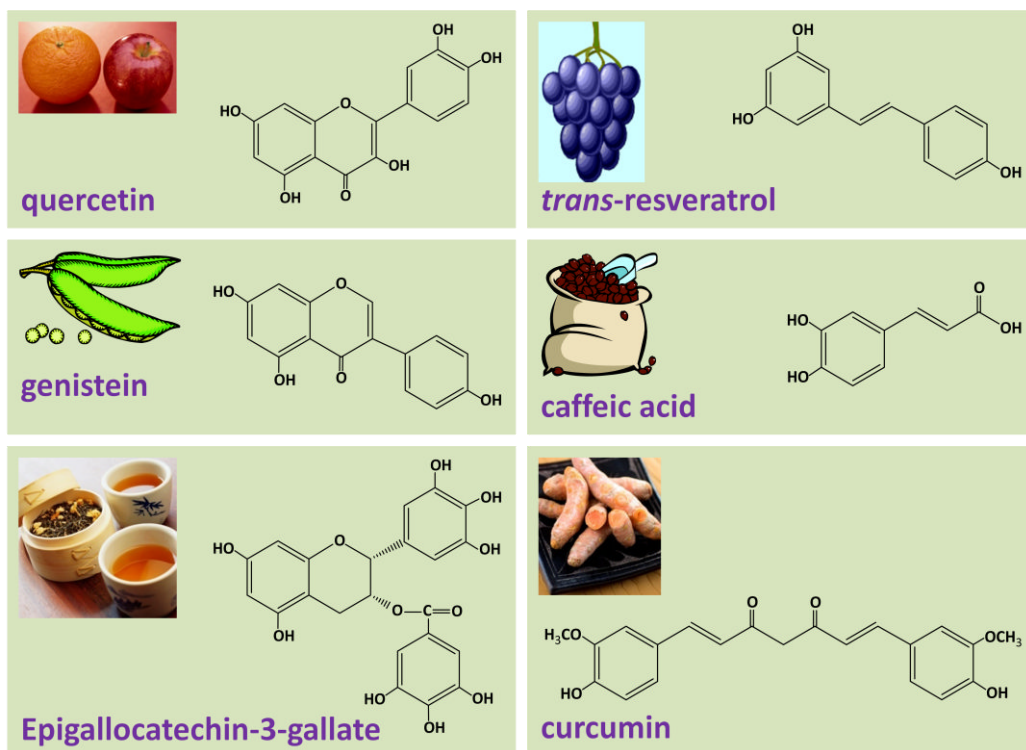 OH
OH
HO
O
OH
OH
O
quercetin
OH
HO
OH
trans-resveratrol
HO
O
OH
O
OH
genistein
O
HO
OH
HO
caffeic acid
OH
OH
HO
O
OH
O—C=O
OH
HO
OH
OH
Epigallocatechin-3-gallate
O
O
H₃CO
OCH₃
HO
OH
curcumin